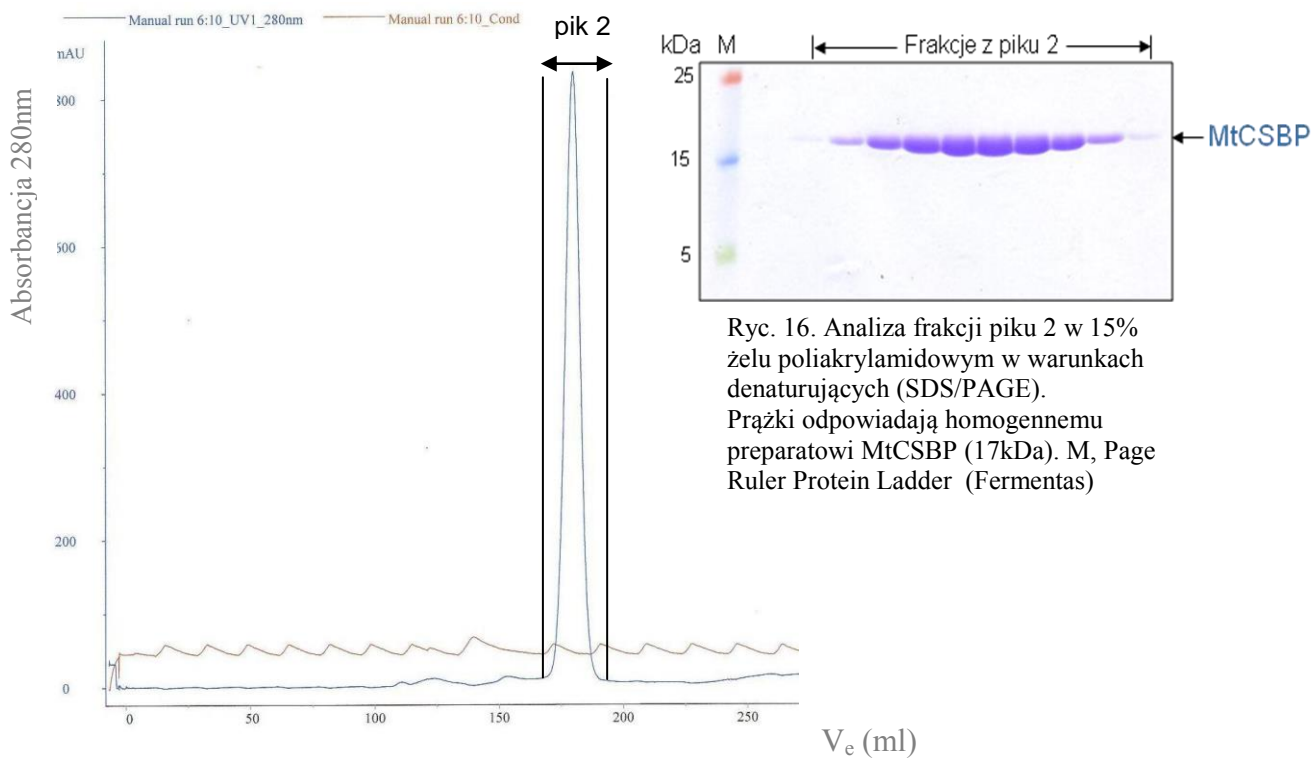 Manual run 6:10_UV1_280nm
Manual run 6:10_Cond
pik 2
mAU
800
600
400
200
0
0
50
100
150
200
250
Absorbancja 280nm
Ve (ml)
kDa M
Frakcje z piku 2
25
15
5
MtCSBP
Ryc. 16. Analiza frakcji piku 2 w 15%
żelu poliakrylamidowym w warunkach
denaturujących (SDS/PAGE).
Prążki odpowiadają homogennemu
preparatowi MtCSBP (17kDa). M, Page
Ruler Protein Ladder (Fermentas)